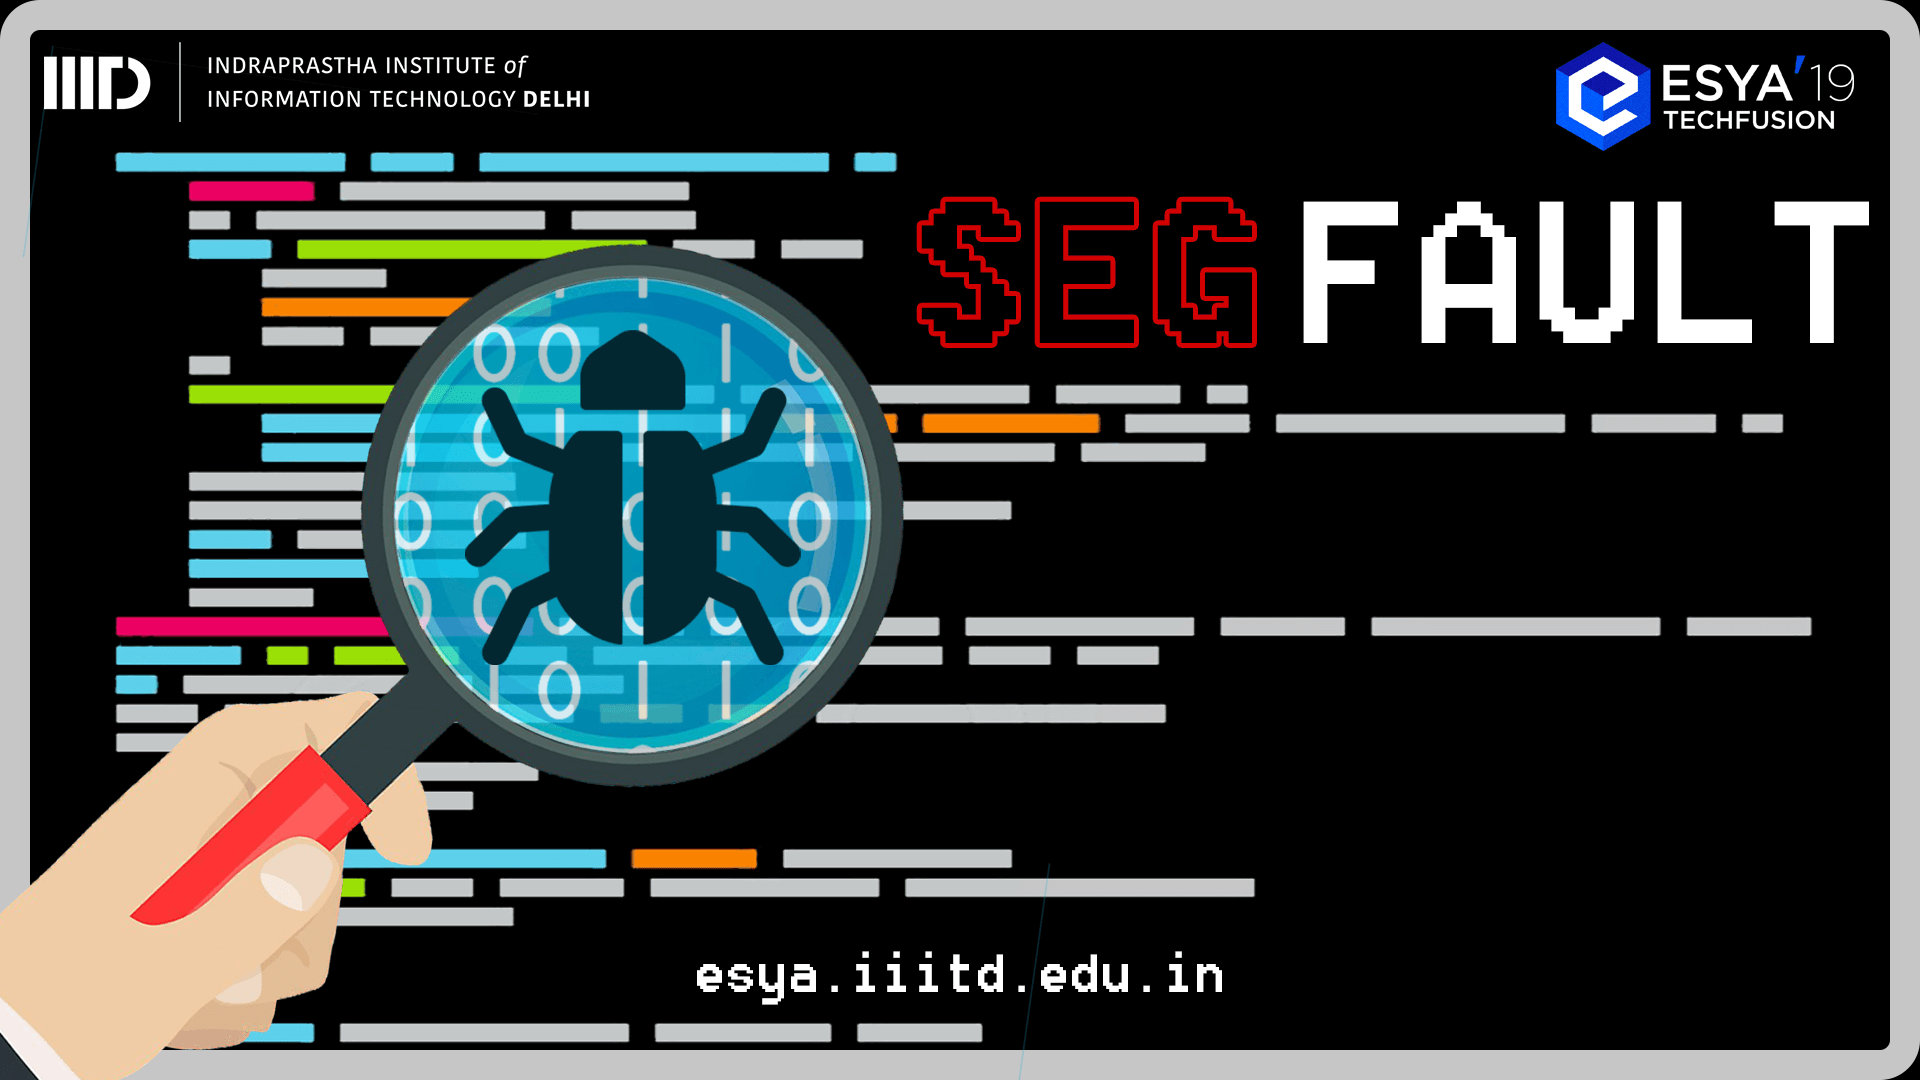 IIITD
INDRAPRASTHA INSTITUTE of
INFORMATION TECHNOLOGY DELHI
ESYA'19
TECHFUSION
SEG FAULT
esya.iiitd.edu.in